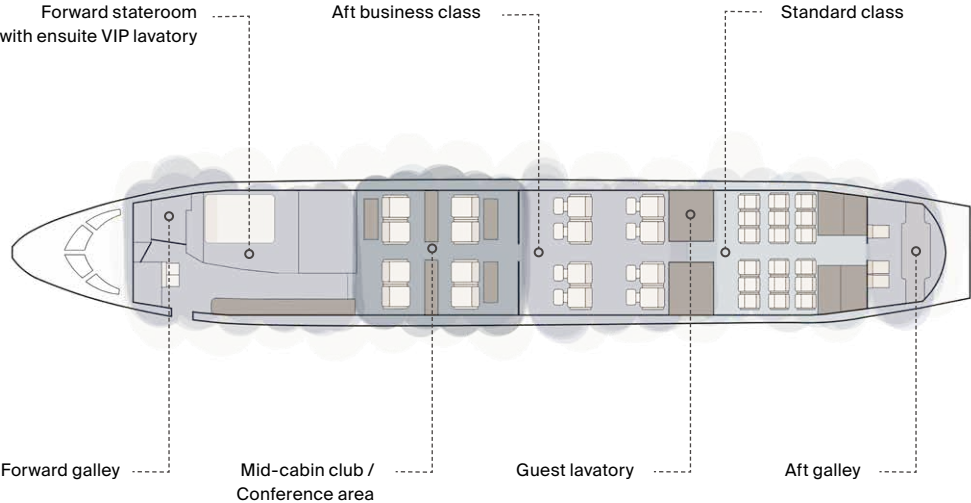 Forward stateroom
with ensuite VIP lavatory
Aft business class
Standard class
Forward galley
Mid-cabin club /
Conference area
Guest lavatory
Aft galley